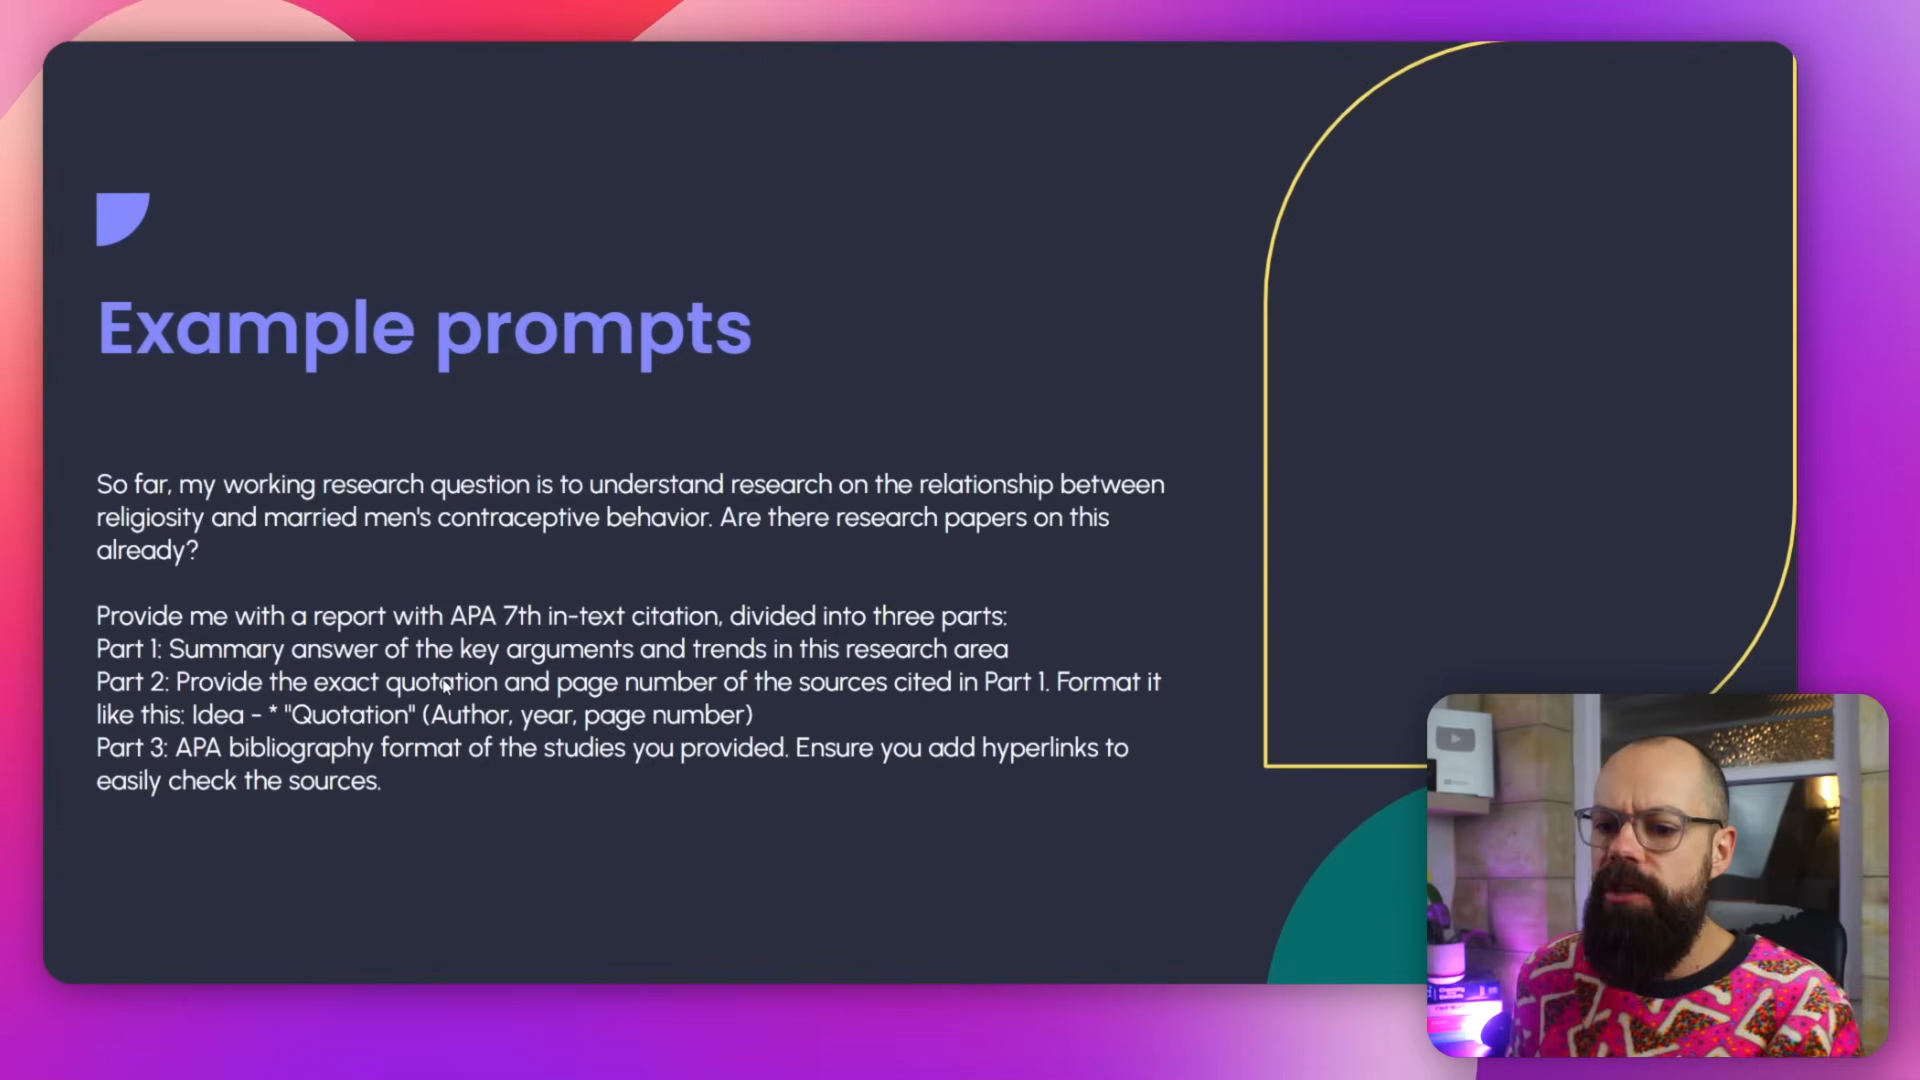 Example prompts
So far, my working research question is to understand research on the relationship between
religiosity and married men's contraceptive behavior. Are there research papers on this
already?
Provide me with a report with APA 7th in-text citation, divided into three parts:
Part 1: Summary answer of the key arguments and trends in this research area
Part 2: Provide the exact quotation and page number of the sources cited in Part 1. Format it
like this: Idea - * "Quotation" (Author, year, page number)
Part 3: APA bibliography format of the studies you provided. Ensure you add hyperlinks to
easily check the sources.